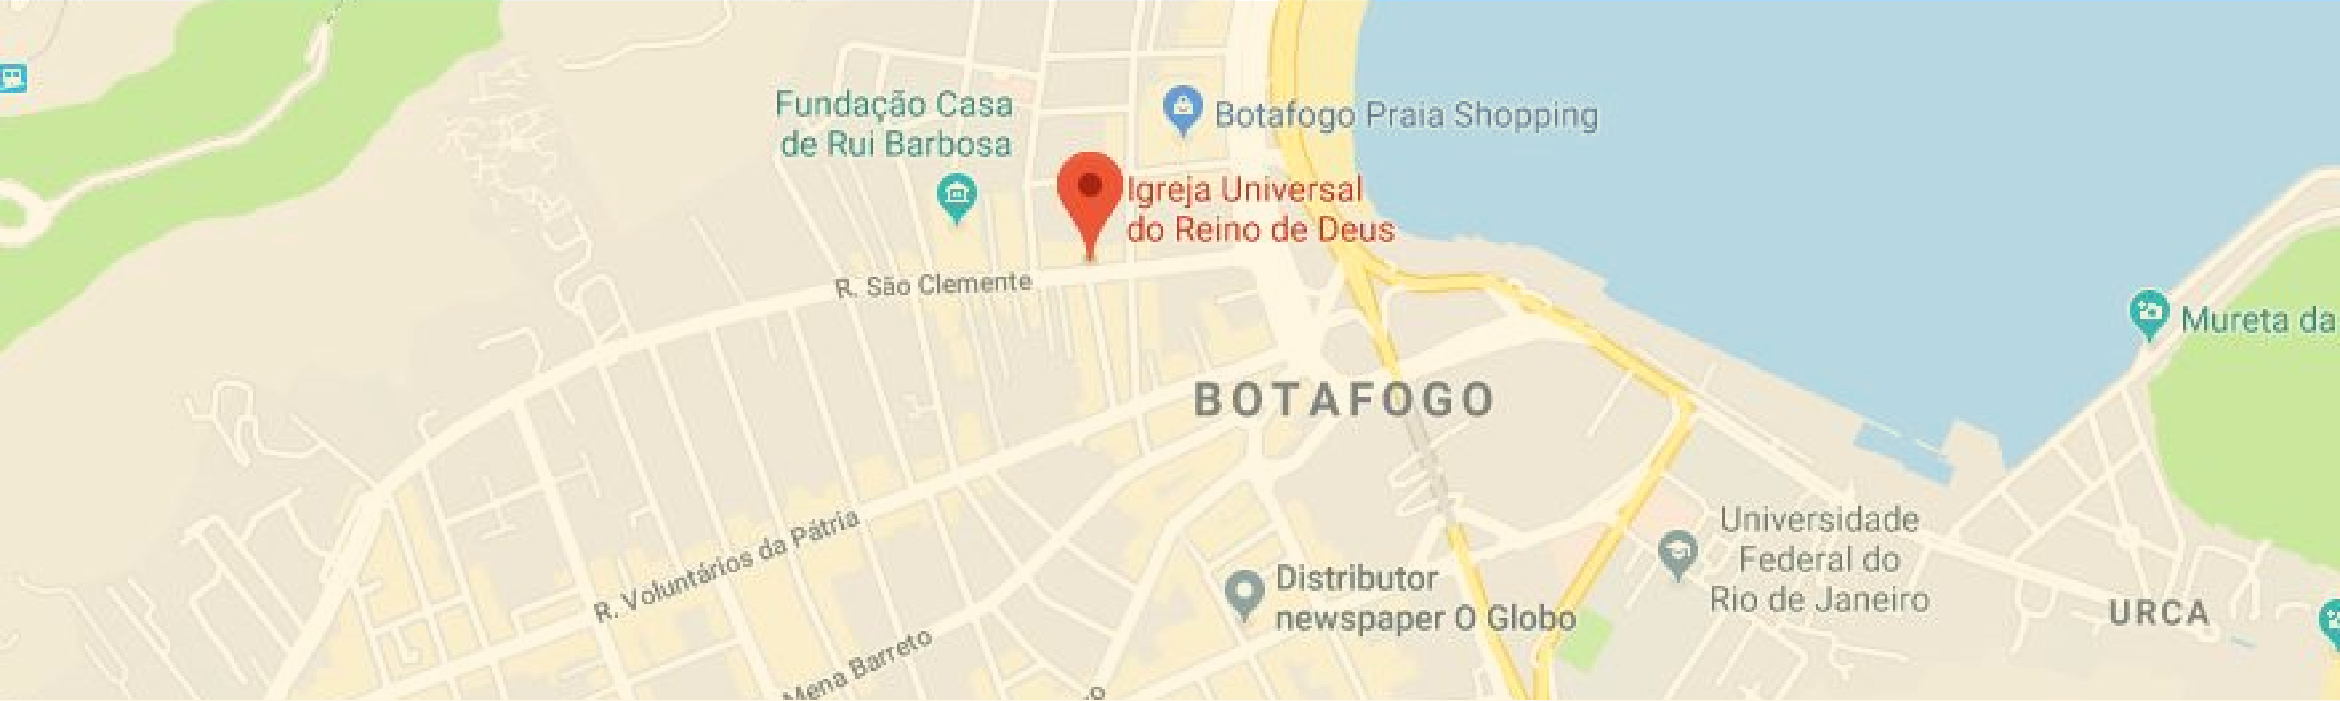 Fundação Casa
de Rui Barbosa
Botafogo Praia Shopping
Igreja Universal
do Reino de Deus
R. São Clemente
Mureta da
BOTAFOGO
R. Voluntários da Pátria
Universidade
Federal do
Rio de Janeiro
Distributor
newspaper O Globo
URCA
Mena Barreto